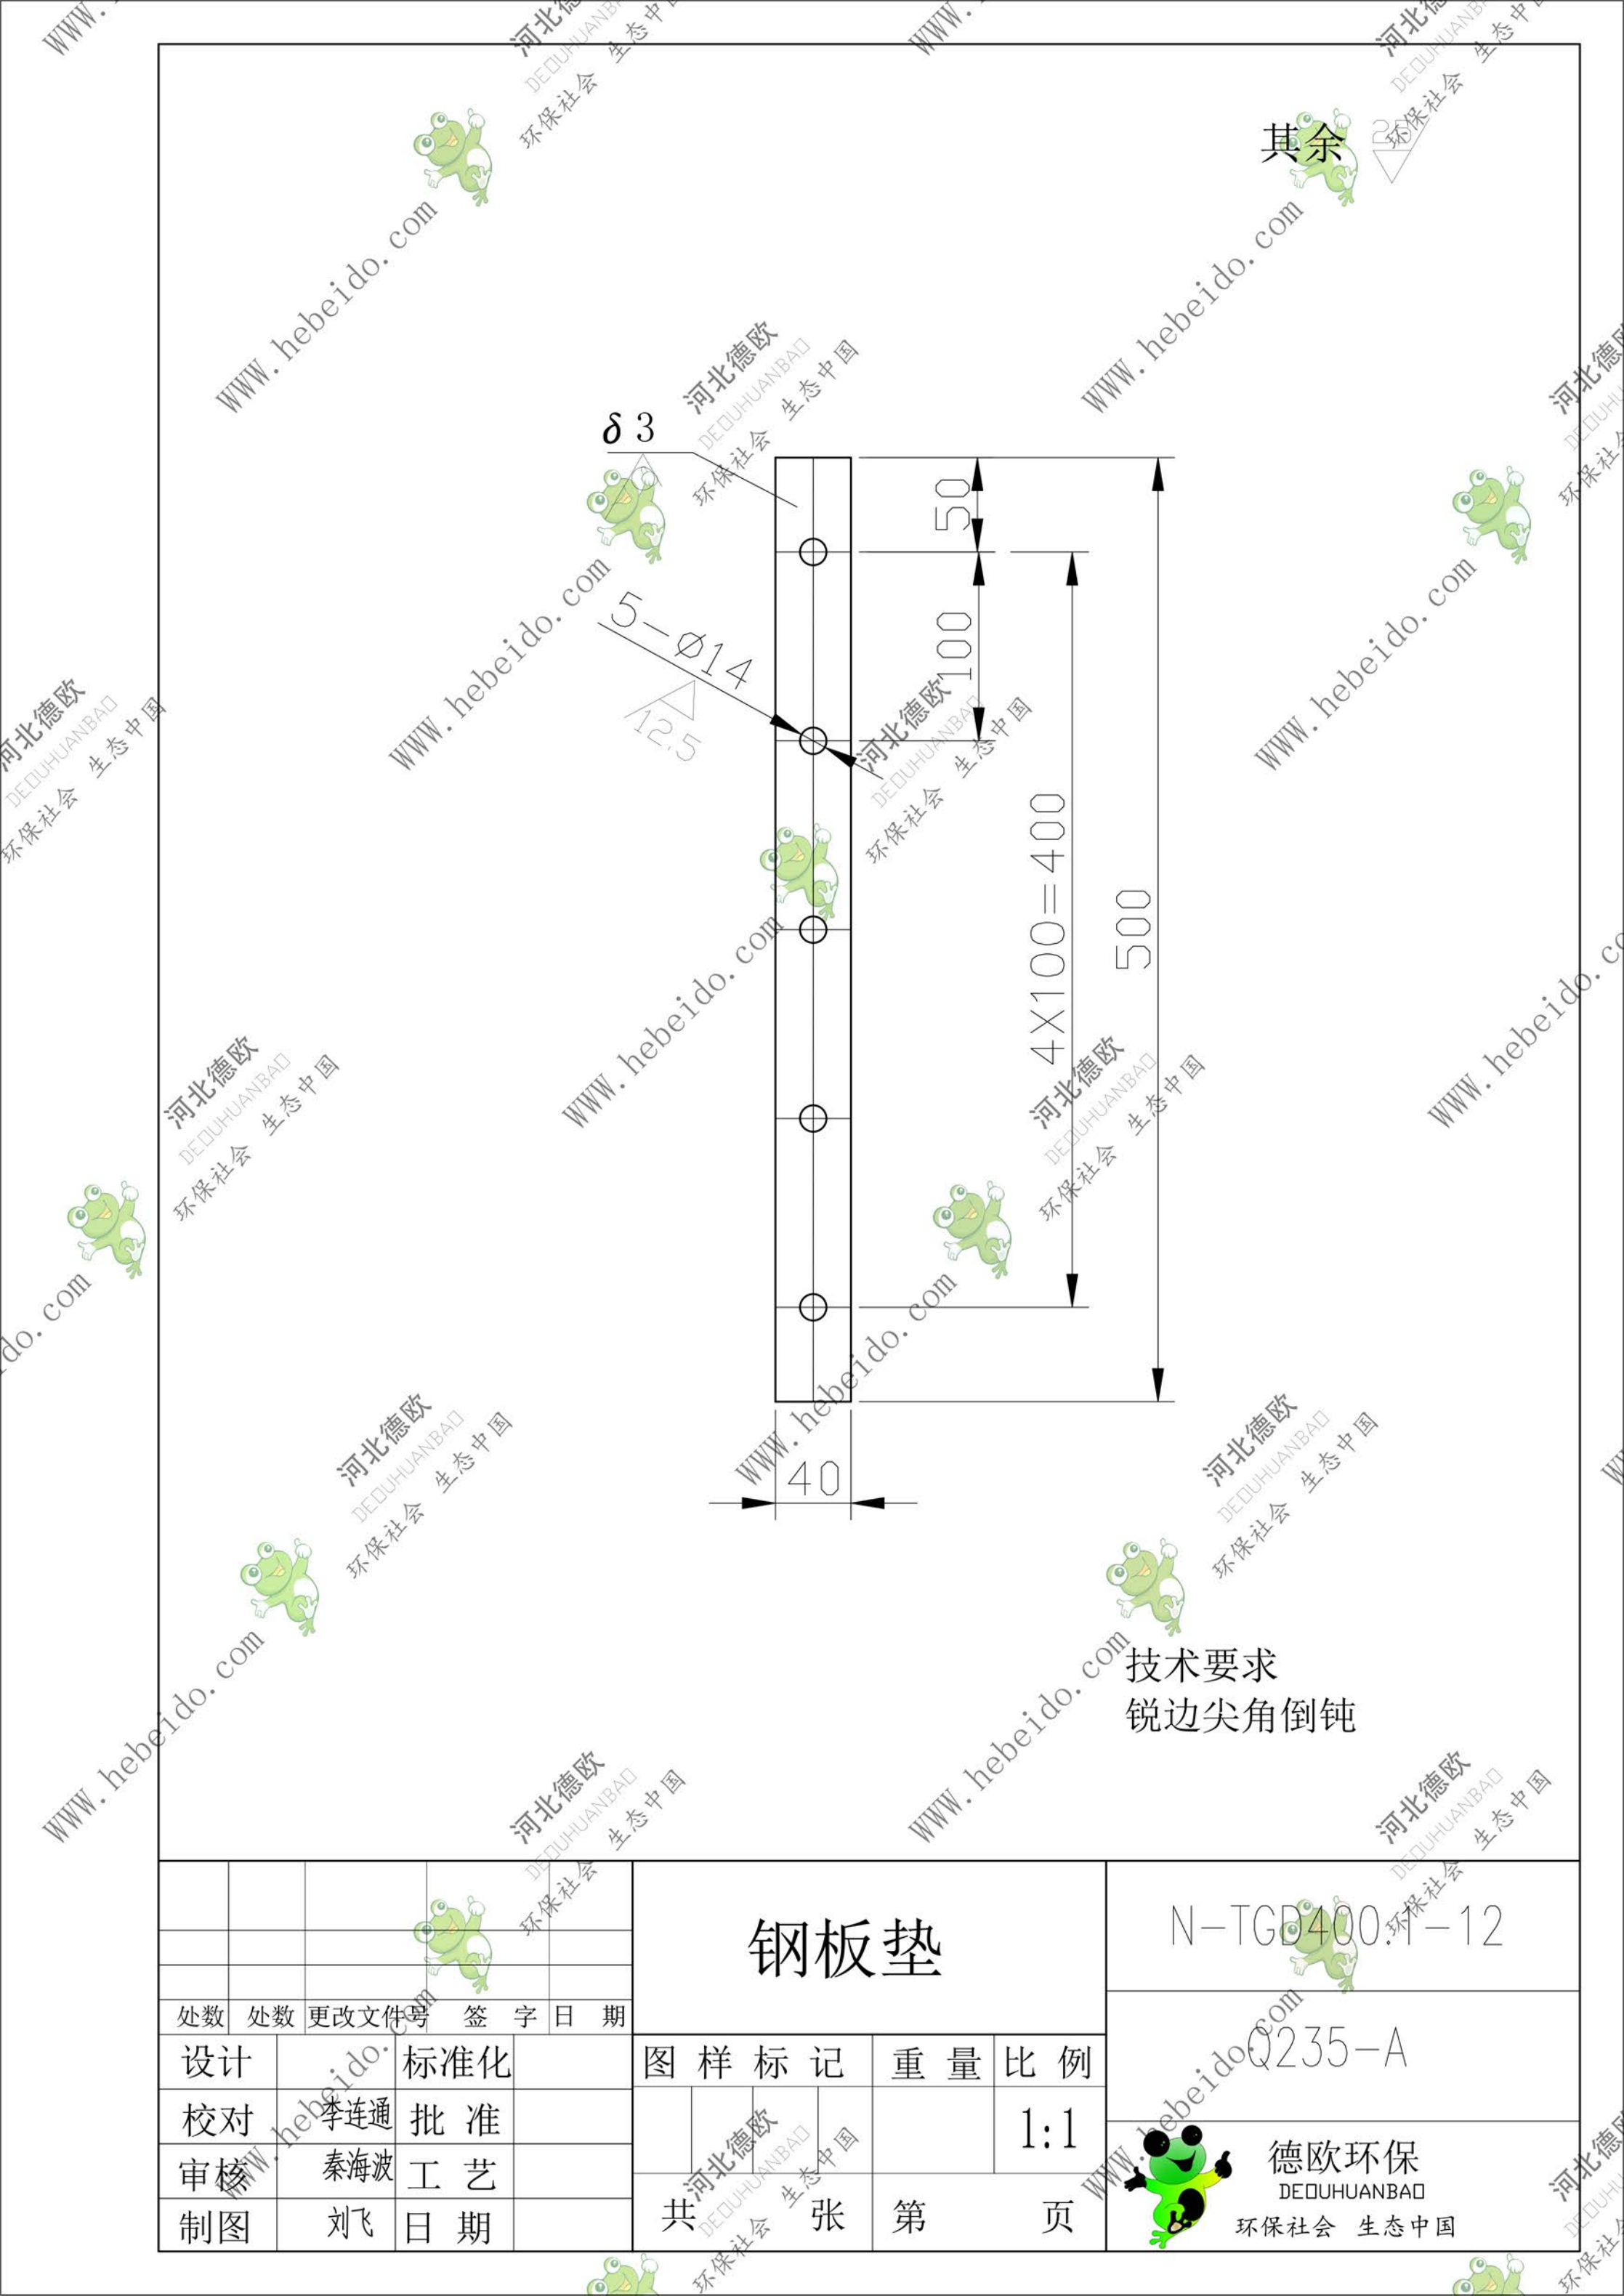 其余
δ 3
50
5-ø14
12.5
100
4X100=400
500
40
技术要求
锐边尖角倒钝
钢板垫
N-TGD400.1-12
Q235-A
处数 处数 更改文件号 签 字 日 期
设计 标准化
校对 李连通 批 准
审核 秦海波 工 艺
制图 刘飞 日 期
图 样 标 记 重 量 比 例
1:1
共 张 第 页
德欧环保
DEOUHUANBAO
环保社会 生态中国
河北德欧
DEOUHUANBAO
环保社会 生态中国
WWW.hebeido.com